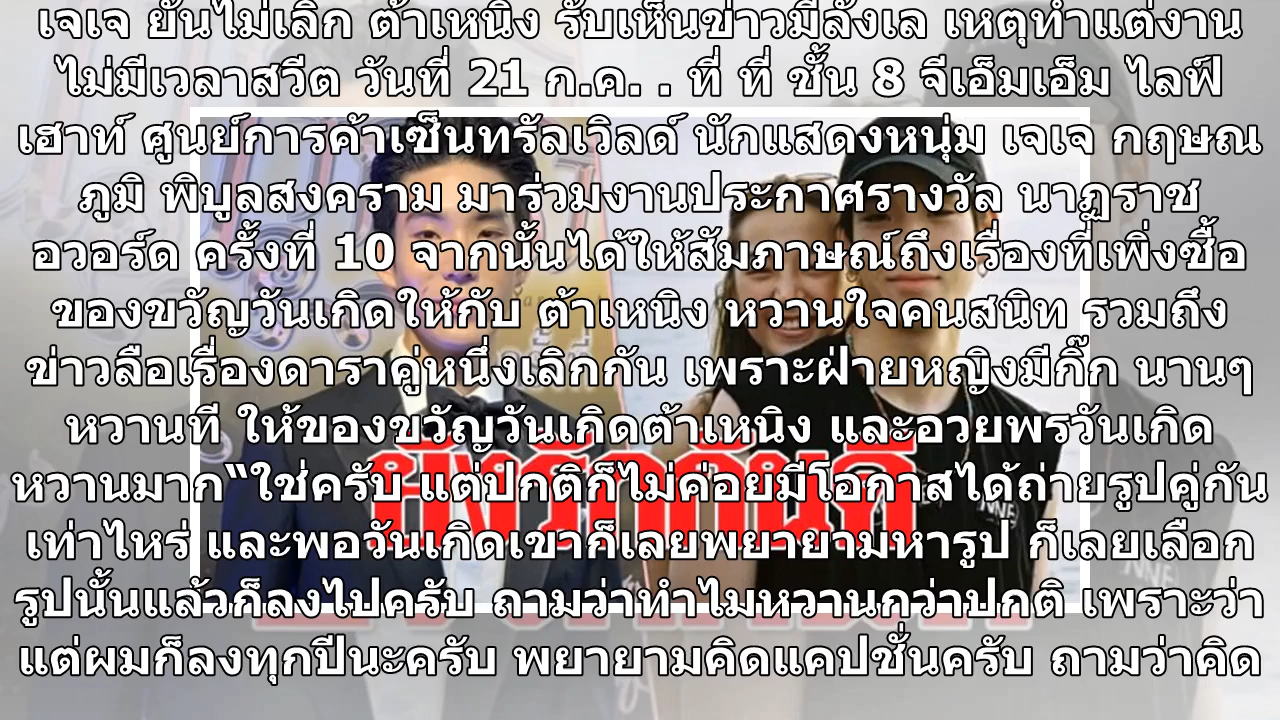 เจเจ ยันไม่เลิก ต้าเหนิง รับเห็นข่าวมีลังเล เหตุทำแต่งาน
ไม่มีเวลาสวีต วันที่ 21 ก.ค. . ที่ ที่ ชั้น 8 จีเอ็มเอ็ม ไลฟ์
เฮาท์ ศูนย์การค้าเซ็นทรัลเวิลด์ นักแสดงหนุ่ม เจเจ กฤษณ
ภูมิ พิบูลสงคราม มาร่วมงานประกาศรางวัล นาฏราช
อวอร์ด ครั้งที่ 10 จากนั้นได้ให้สัมภาษณ์ถึงเรื่องที่เพิ่งซื้อ
ของขวัญวันเกิดให้กับ ต้าเหนิง หวานใจคนสนิท รวมถึง
ข่าวลือเรื่องดาราคู่หนึ่งเลิกกัน เพราะฝ่ายหญิงมีกิ๊ก นานๆ
หวานที ให้ของขวัญวันเกิดต้าเหนิง และอวยพรวันเกิด
หวานมาก“ใช่ครับ แต่ปกติก็ไม่ค่อยมีโอกาสได้ถ่ายรูปคู่กัน
เท่าไหร่ และพอวันเกิดเขาก็เลยพยายามหารูป ก็เลยเลือก
รูปนั้นแล้วก็ลงไปครับ ถามว่าทำไมหวานกว่าปกติ เพราะว่า
แต่ผมก็ลงทุกปีนะครับ พยายามคิดแคปชั่นครับ ถามว่าคิด
ยังรักกันดี